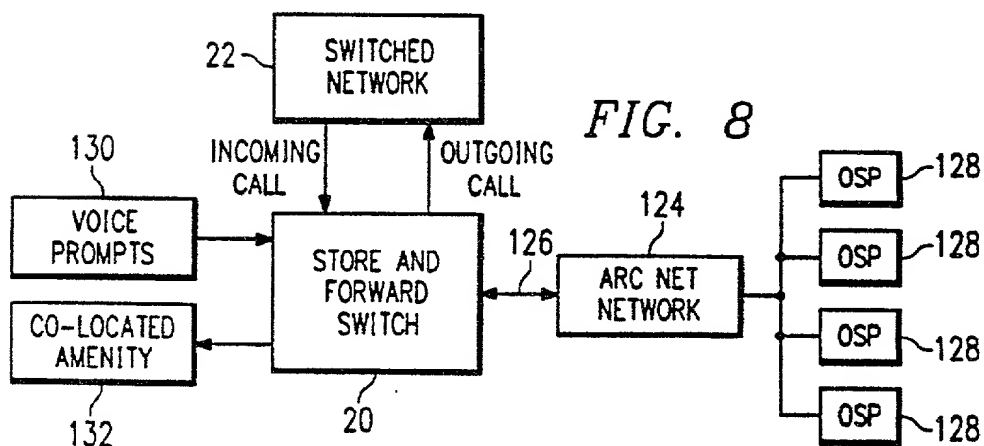 22
SWITCHED
NETWORK
FIG. 8
130
INCOMING
CALL
OUTGOING
CALL
VOICE
PROMPTS
STORE AND
FORWARD
SWITCH
126
124
ARC NET
NETWORK
OSP
128
OSP
128
OSP
128
OSP
128
CO-LOCATED
AMENITY
132
20